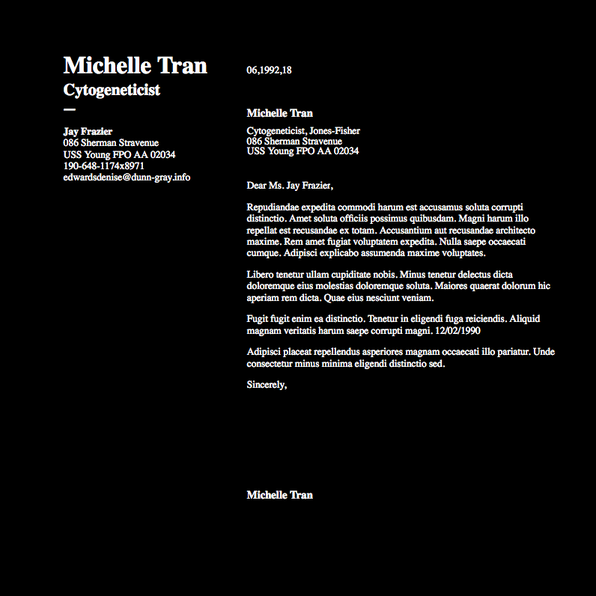 Michelle Tran
Cytogeneticist
Jay Frazier
086 Sherman Stravenue
USS Young FPO AA 02034
190-648-1174x8971
edwardsdenise@dunn-gray.info
06,1992,18
Michelle Tran
Cytogeneticist, Jones-Fisher
086 Sherman Stravenue
USS Young FPO AA 02034
Dear Ms. Jay Frazier,
Repudiandae expedita commodi harum est accusamus soluta corrupti
distinctio. Amet soluta officiis possimus quibusdam. Magni harum illo
repellat est recusandae ex totam. Accusantium aut recusandae architecto
maxime. Rem amet fugiat voluptatem expedita. Nulla saepe occaecati
cumque. Adipisci explicabo assumenda maxime voluptates.
Libero tenetur ullam cupiditate nobis. Minus tenetur delectus dicta
doloremque eius molestias doloremque soluta. Maiores quaerat dolorum hic
aperiam rem dicta. Quae eius nesciunt veniam.
Fugit fugit enim ea distinctio. Tenetur in eligendi fuga reiciendis. Aliquid
magnam veritatis harum saepe corrupti magni. 12/02/1990
Adipisci placeat repellendus asperiores magnam occaecati illo pariatur. Unde
consectetur minus minima eligendi distinctio sed.
Sincerely,
Michelle Tran